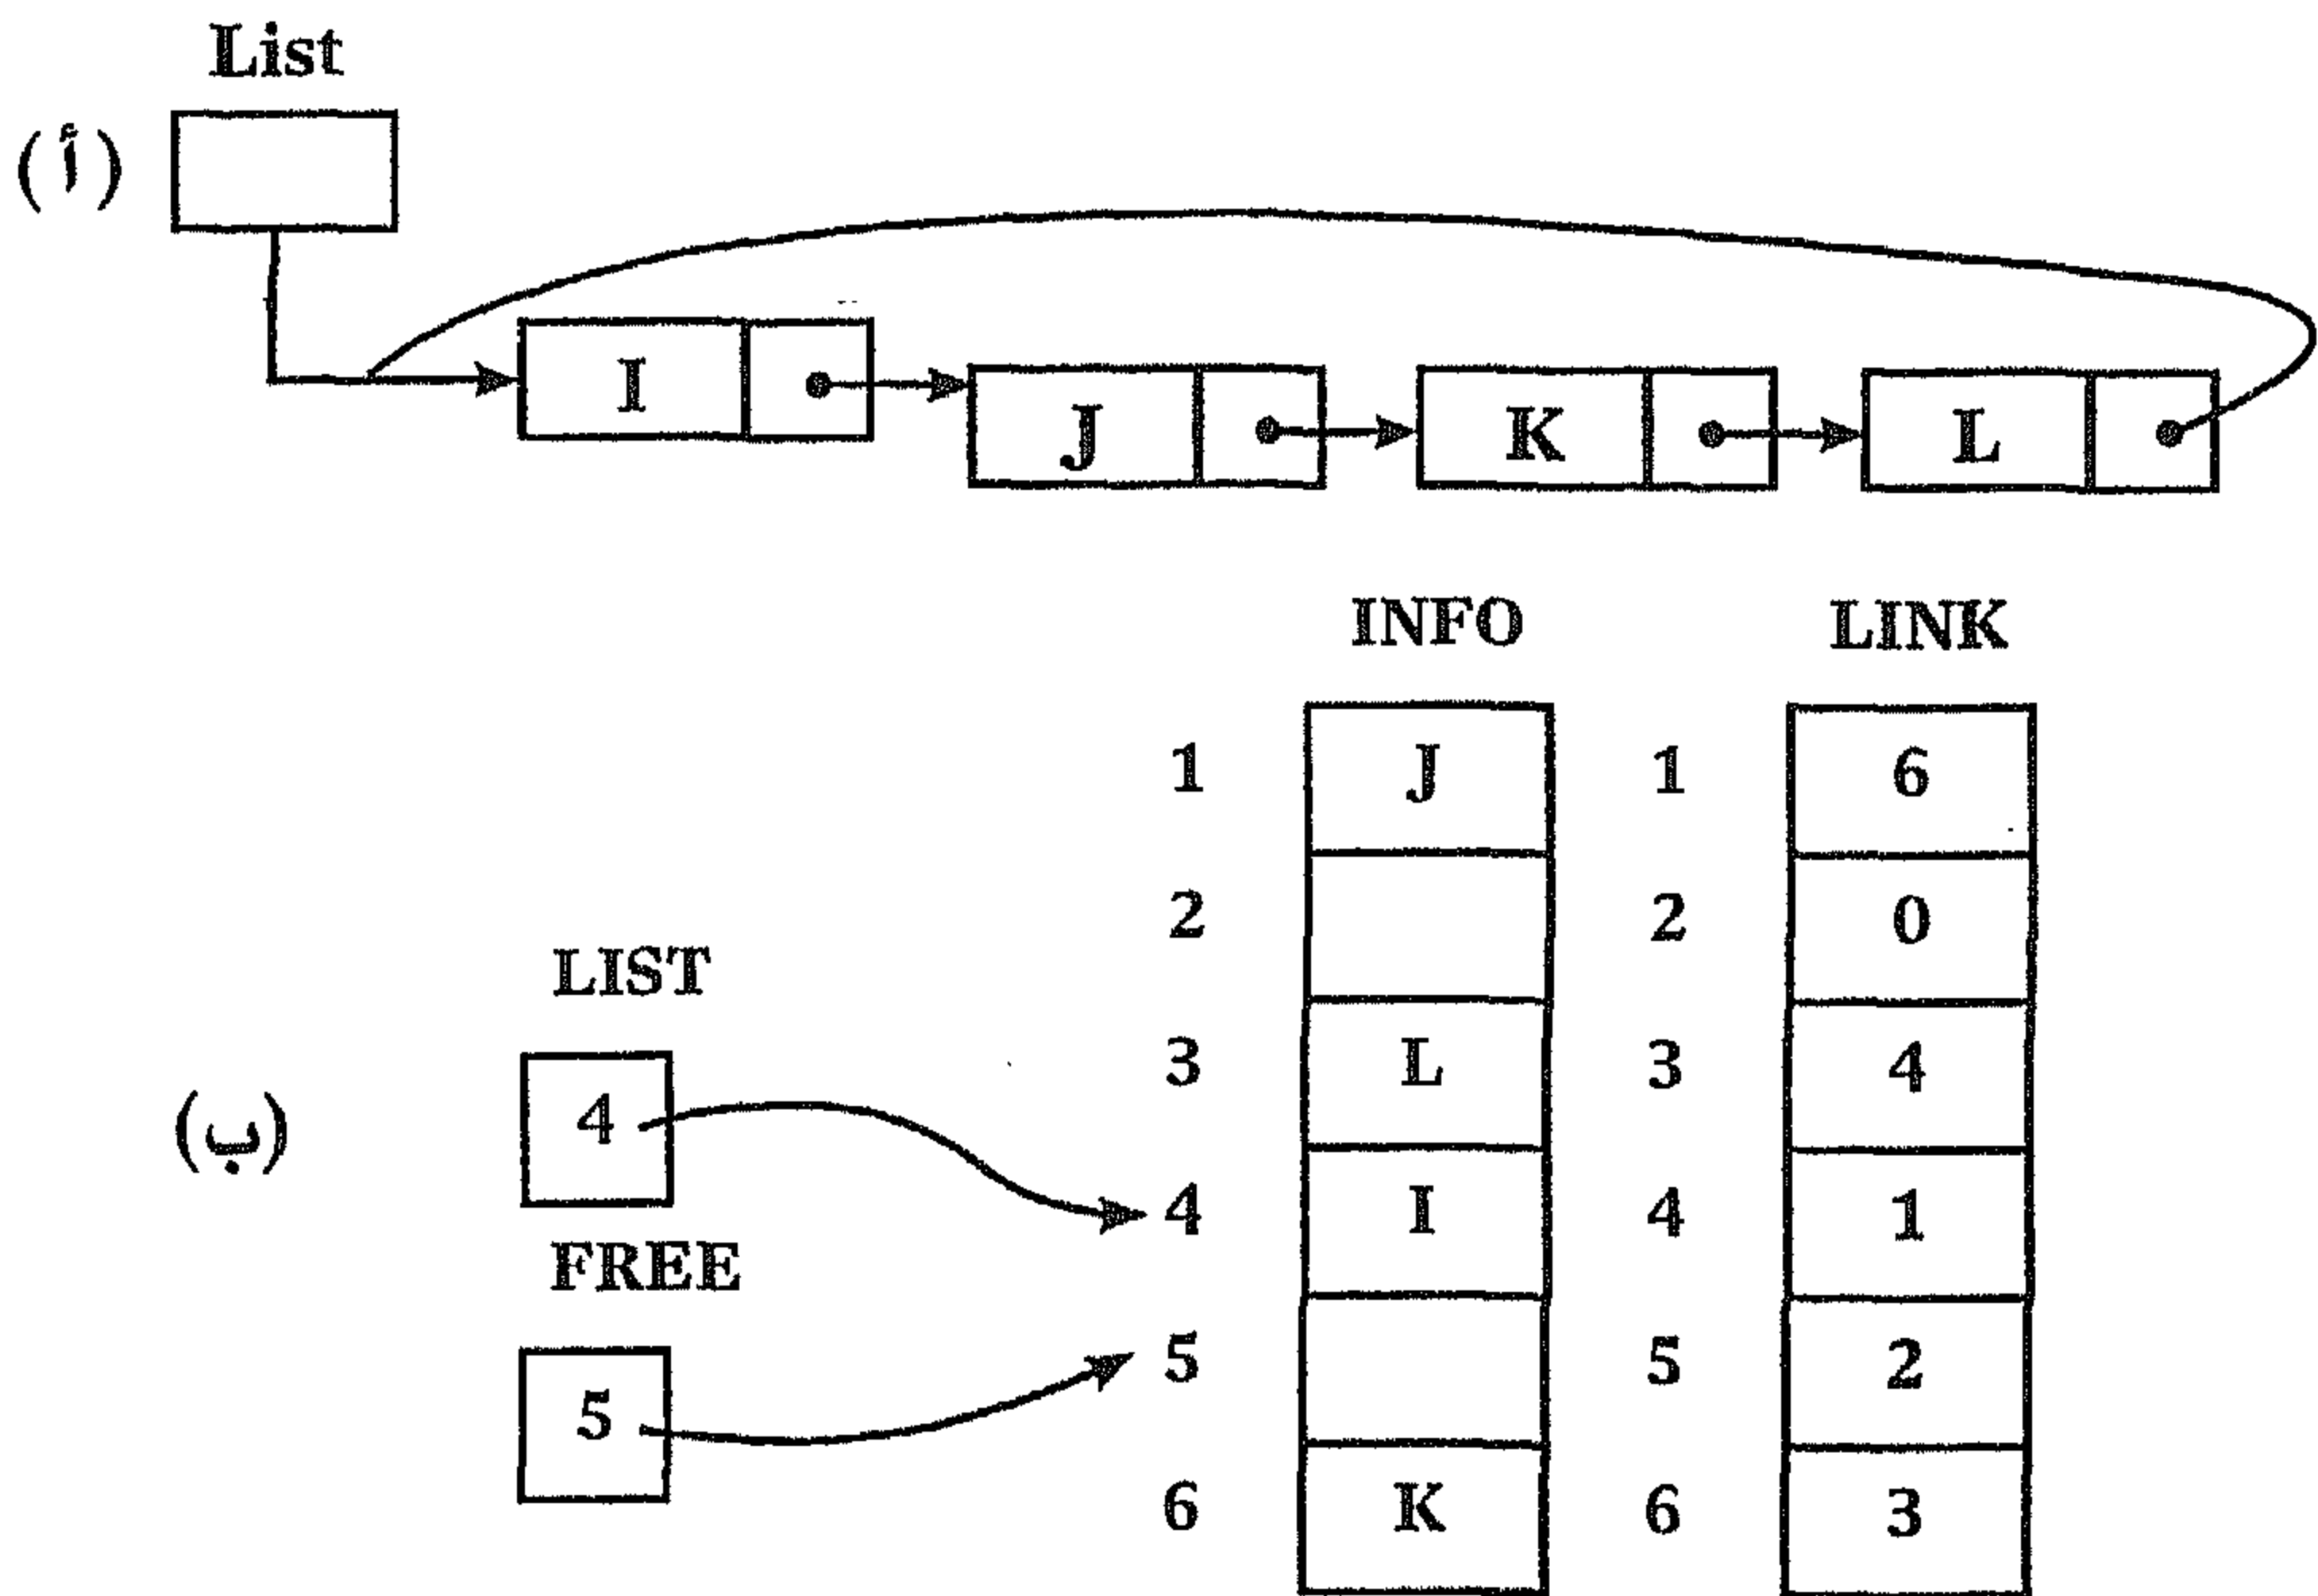 List
(أ)
I J K L
INFO LINK
1 J 1 6
2 2 0
LIST
3 L 3 4
(ب) 4
4 I 4 1
FREE
5 5 2
5
6 K 6 3